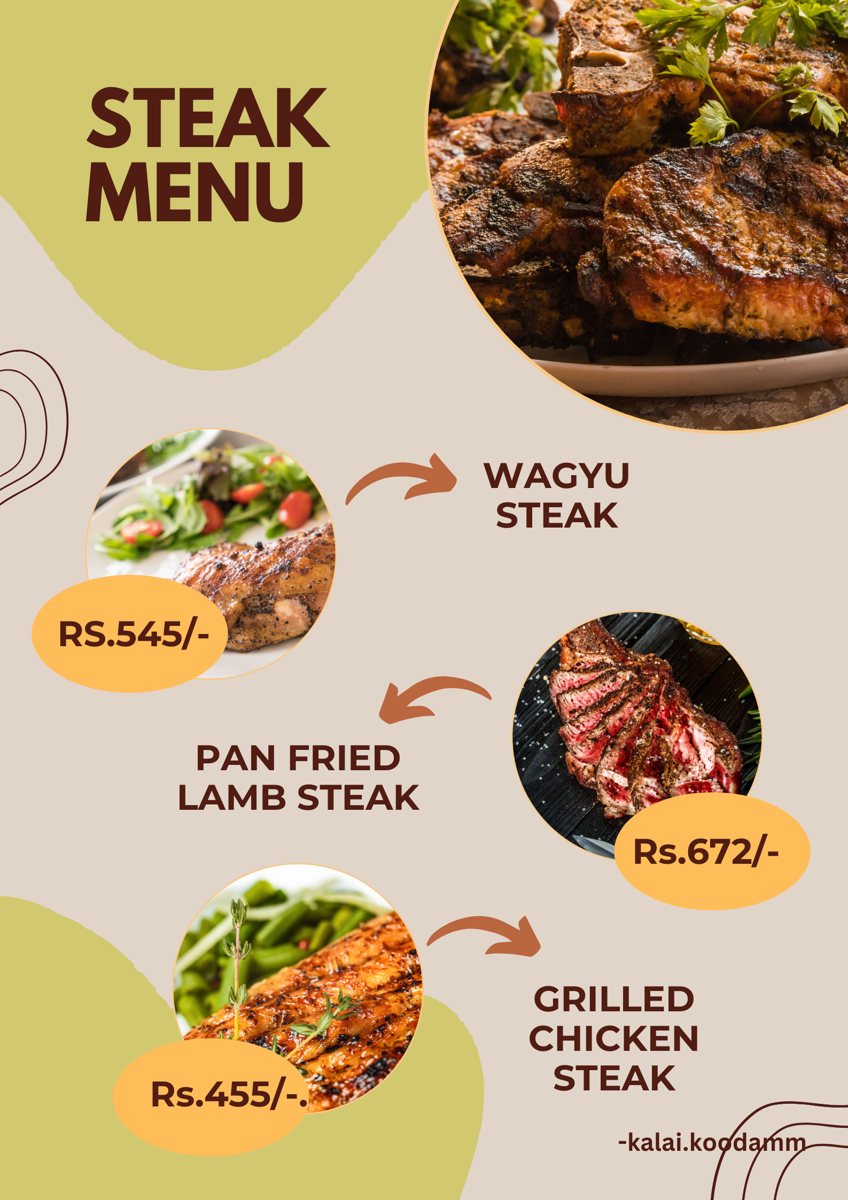 STEAK
MENU
WAGYU
STEAK
RS.545/-
PAN FRIED
LAMB STEAK
Rs.672/-
GRILLED
CHICKEN
STEAK
Rs.455/-.
-kalai.koodamm